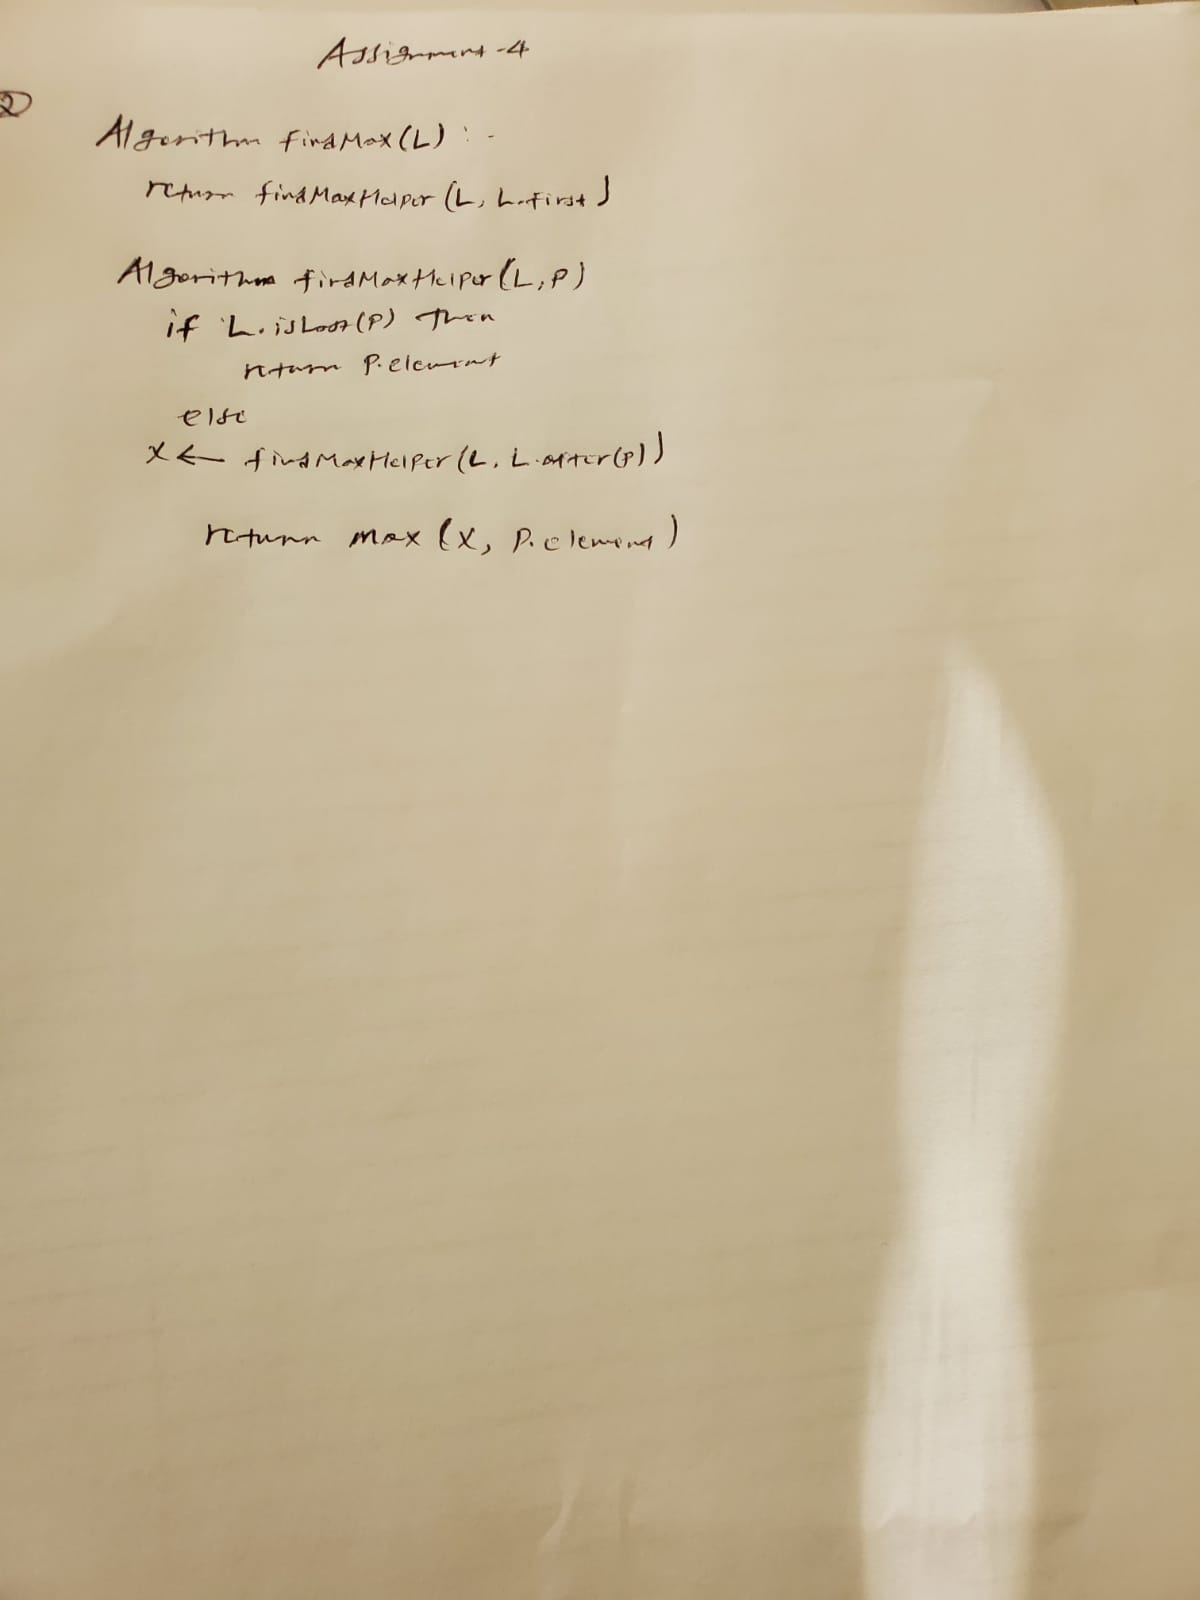 Assignment -4
2
Algorithm findMax(L) : -
return findMaxHelper (L, L.first)
Algorithm findMaxHelper (L, P)
if L.isLast(P) Then
return P.element
else
X ← findMaxHelper (L, L.after(P))
return max (X, P.element)